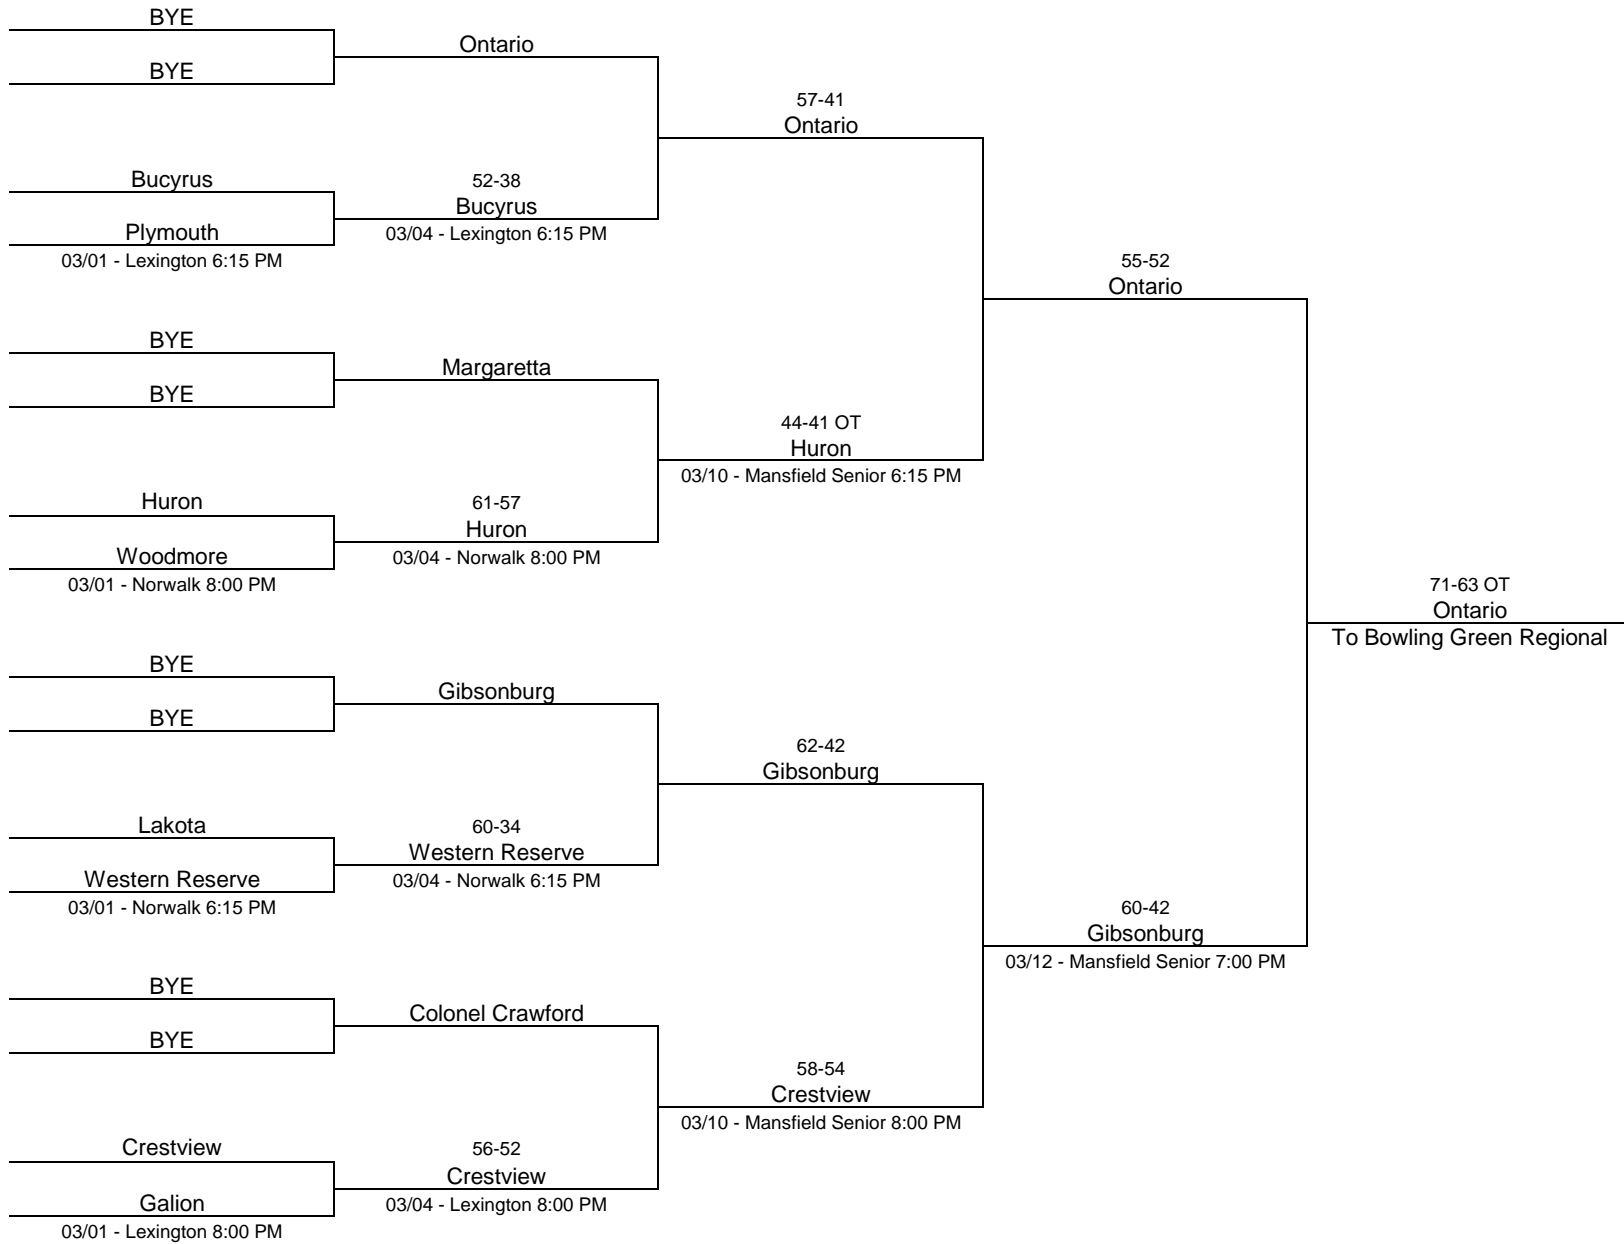 BYE
BYE
Ontario
Bucyrus
Plymouth
03/01 - Lexington 6:15 PM
52-38
Bucyrus
03/04 - Lexington 6:15 PM
57-41
Ontario
BYE
BYE
Margaretta
Huron
Woodmore
03/01 - Norwalk 8:00 PM
61-57
Huron
03/04 - Norwalk 8:00 PM
44-41 OT
Huron
03/10 - Mansfield Senior 6:15 PM
55-52
Ontario
BYE
BYE
Gibsonburg
Lakota
Western Reserve
03/01 - Norwalk 6:15 PM
60-34
Western Reserve
03/04 - Norwalk 6:15 PM
62-42
Gibsonburg
BYE
BYE
Colonel Crawford
Crestview
Galion
03/01 - Lexington 8:00 PM
56-52
Crestview
03/04 - Lexington 8:00 PM
58-54
Crestview
03/10 - Mansfield Senior 8:00 PM
60-42
Gibsonburg
03/12 - Mansfield Senior 7:00 PM
71-63 OT
Ontario
To Bowling Green Regional